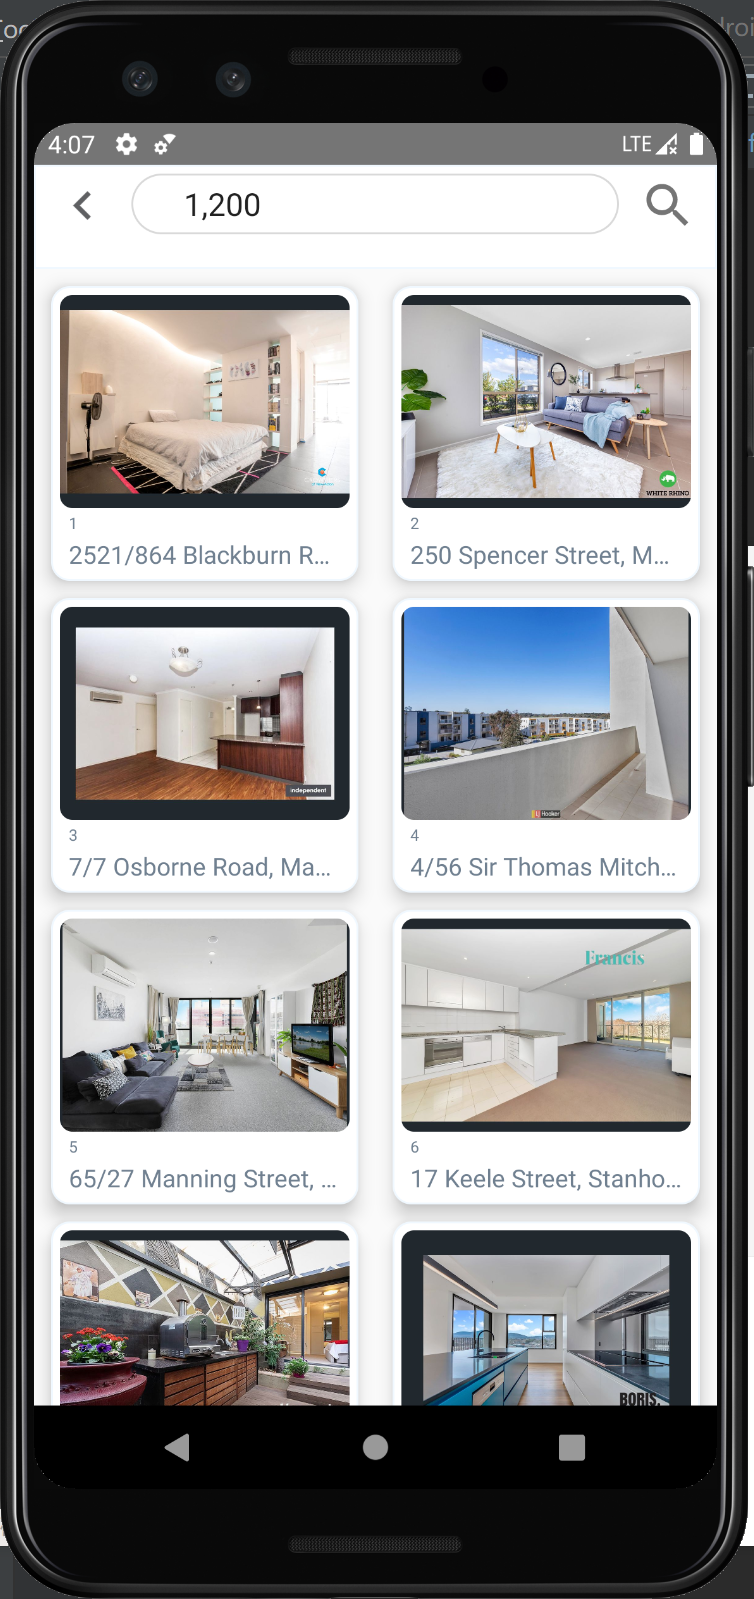 4:07
LTE
1,200
1
2521/864 Blackburn R...
WHITE RHINO
2
250 Spencer Street, M...
independent
3
7/7 Osborne Road, Ma...
Hooker
4
4/56 Sir Thomas Mitch...
5
65/27 Manning Street, ...
Francis
6
17 Keele Street, Stanho...
BORIS.